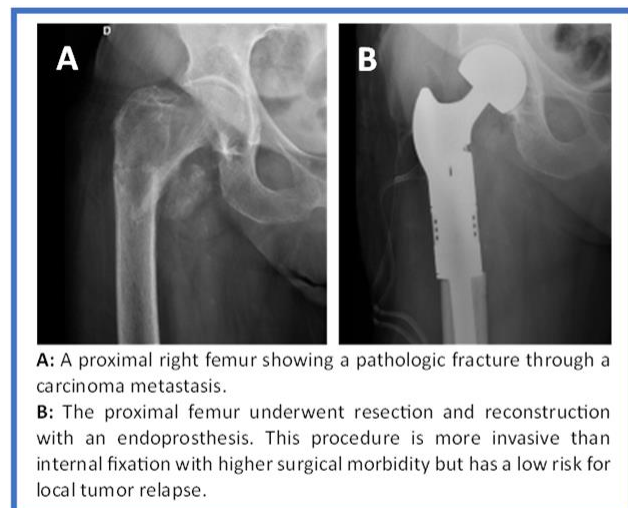 D
A
B
A: A proximal right femur showing a pathologic fracture through a
carcinoma metastasis.
B: The proximal femur underwent resection and reconstruction
with an endoprosthesis. This procedure is more invasive than
internal fixation with higher surgical morbidity but has a low risk for
local tumor relapse.